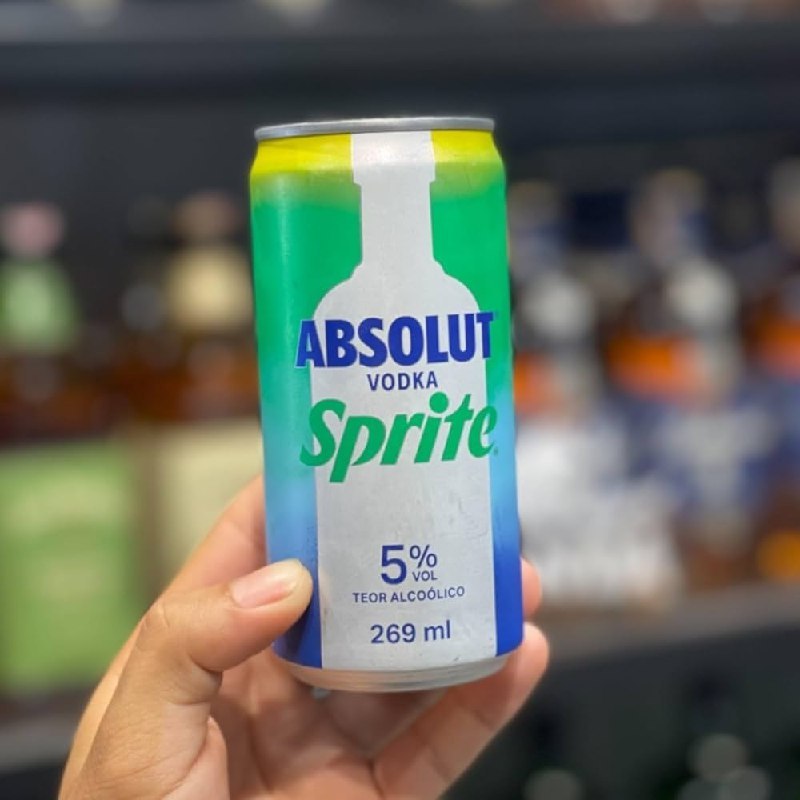 ABSOLUT
VODKA
Sprite
5%
VOL
TEOR ALCOÓLICO
269 ml